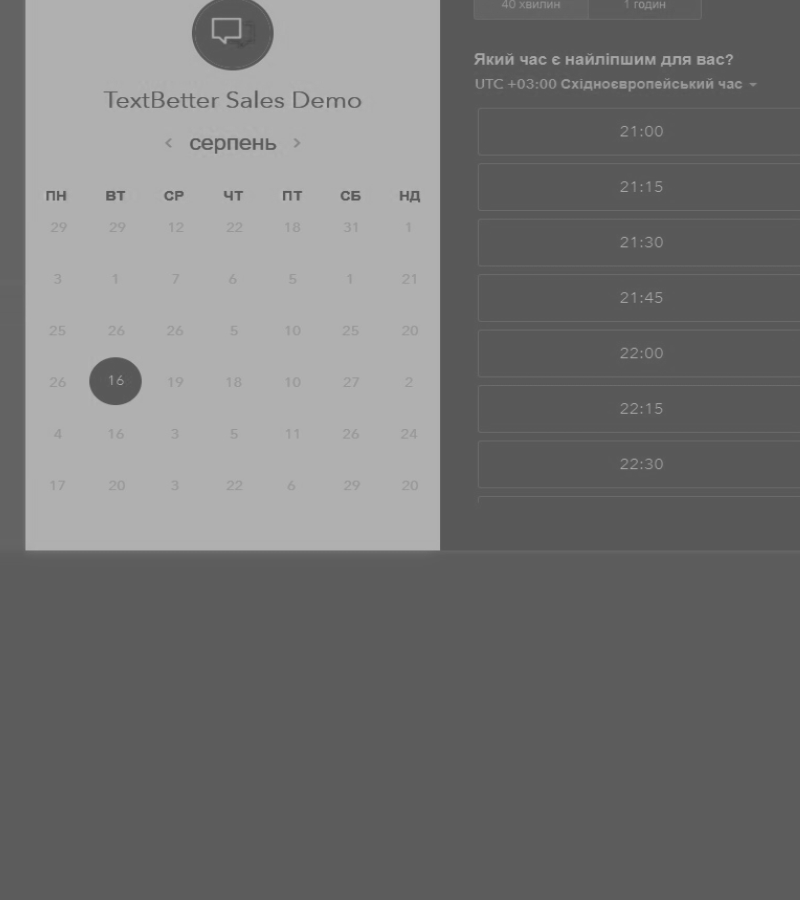 TextBetter Sales Demo
серпень
ПН ВТ СР ЧТ ПТ СБ НД
29 29 12 22 18 31 1
3 1 7 6 5 1 21
25 26 26 5 10 25 20
26 16 19 18 10 27 2
4 16 3 5 11 26 24
17 20 3 22 6 29 20
40 хвилин 1 годин
Який час є найліпшим для вас?
UTC +03:00 Східноєвропейський час
21:00
21:15
21:30
21:45
22:00
22:15
22:30